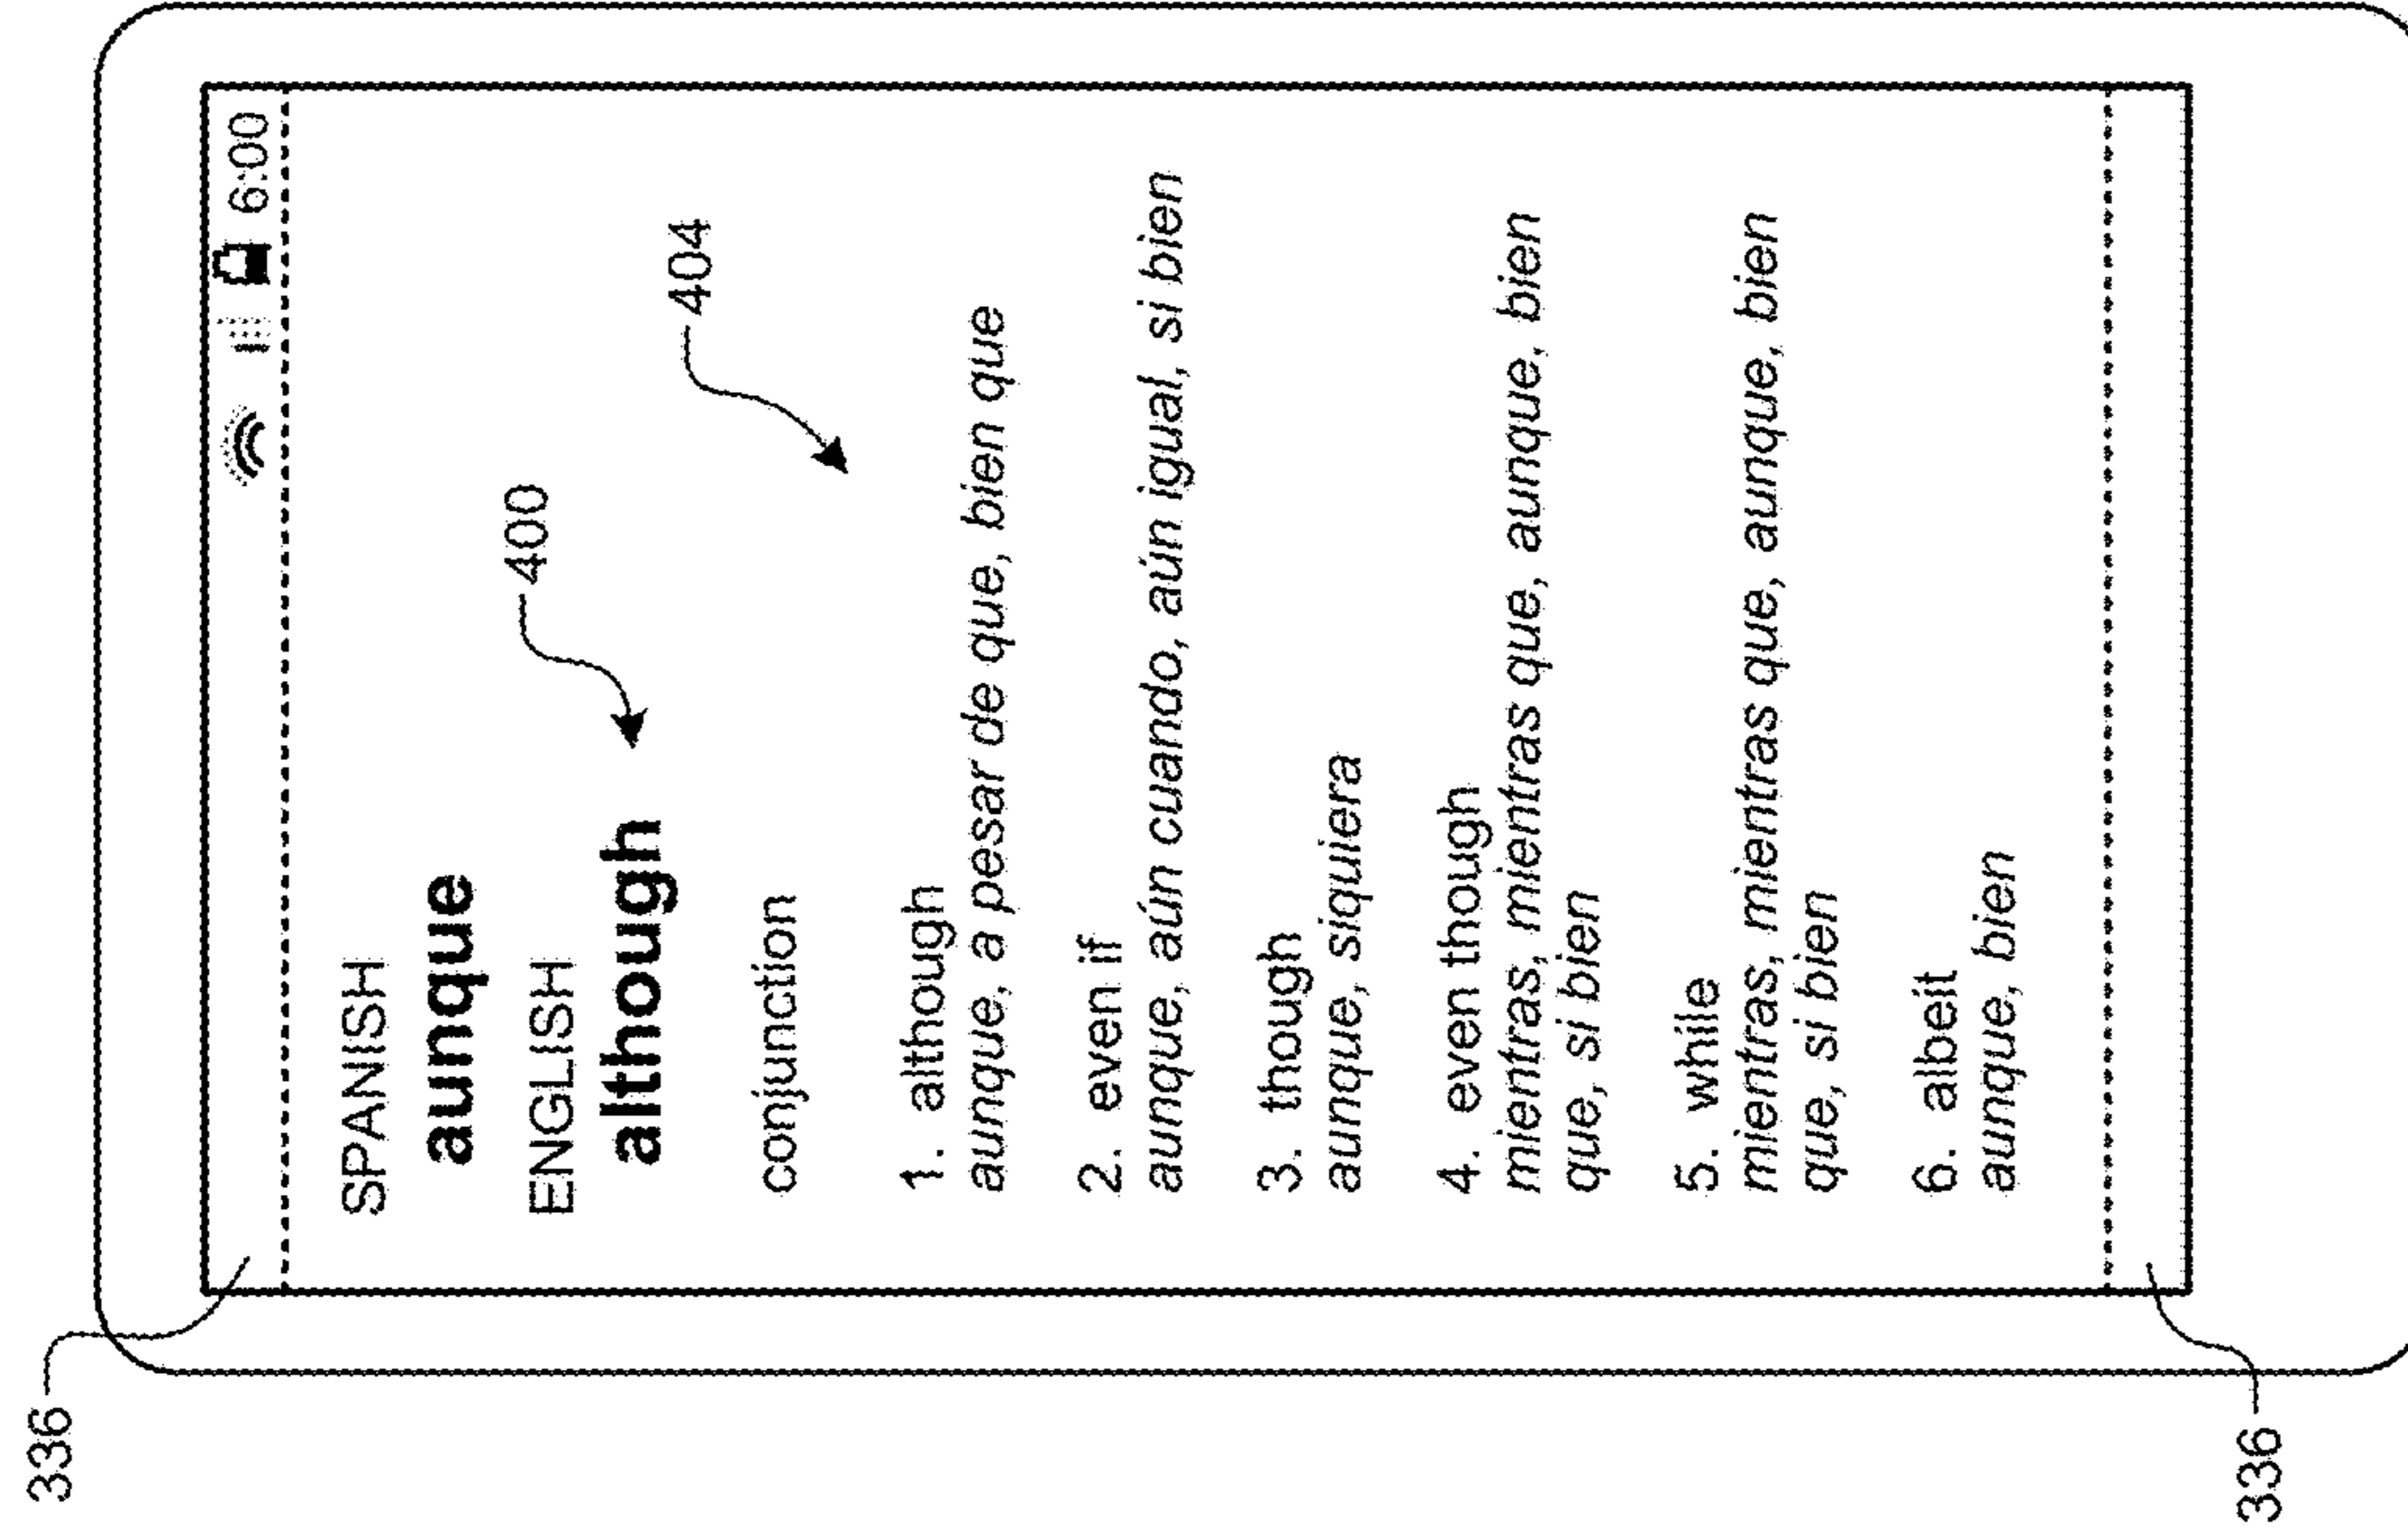 336
6:00
SPANISH
aunque
400
ENGLISH
although
404
conjunction
1. although
aunque, a pesar de que, bien que
2. even if
aunque, aún cuando, aún igual, si bien
3. though
aunque, siquiera
4. even though
mientras, mientras que, aunque, bien
que, si bien
5. while
mientras, mientras que, aunque, bien
que, si bien
6. albeit
aunque, bien
336